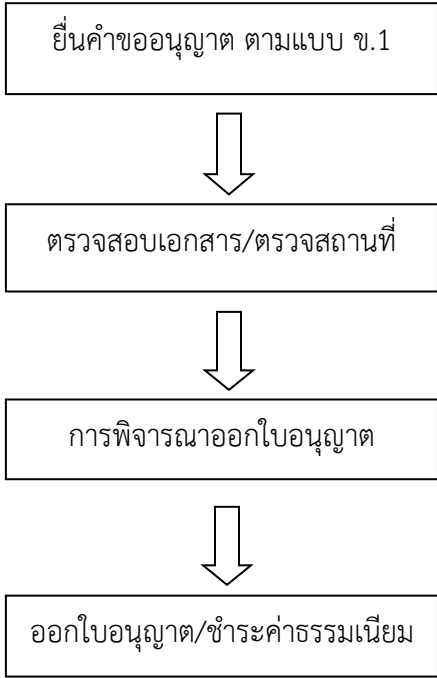 ยื่นคำขออนุญาต ตามแบบ ข.1
ตรวจสอบเอกสาร/ตรวจสถานที่
การพิจารณาออกใบอนุญาต
ออกใบอนุญาต/ชำระค่าธรรมเนียม